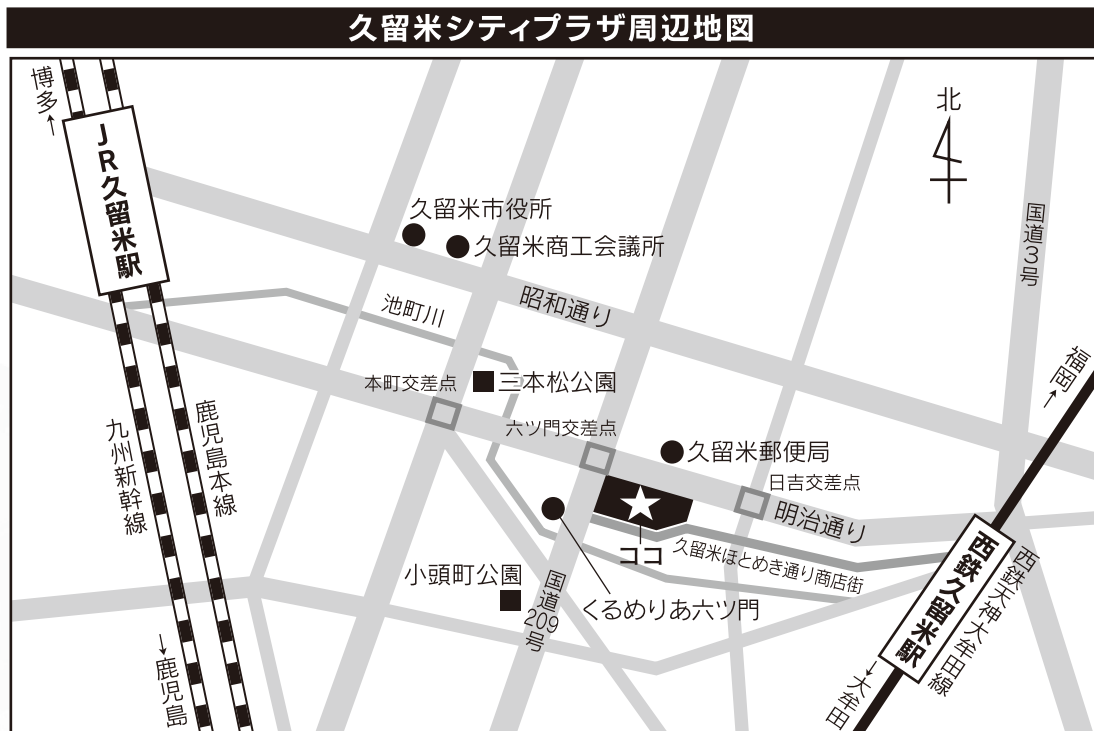 久留米シティプラザ周辺地図
博多↑
北
JR久留米駅
久留米市役所
久留米商工会議所
国道3号
昭和通り
池町川
福岡↑
本町交差点
三本松公園
六ツ門交差点
久留米郵便局
日吉交差点
九州新幹線
鹿児島本線
明治通り
ココ
久留米ほとめき通り商店街
西鉄久留米駅
西鉄天神大牟田線
小頭町公園
国道209号
くるめりあ六ツ門
↓鹿児島
↓大牟田